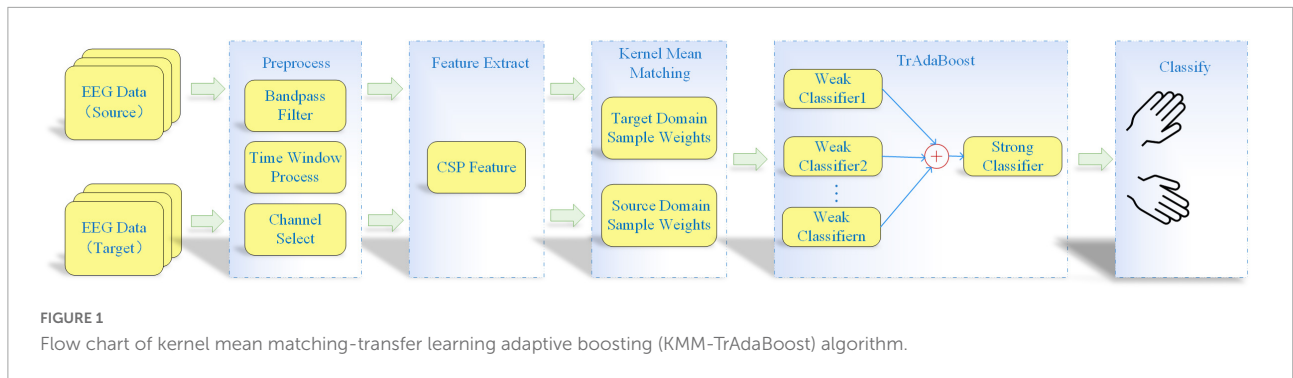 EEG Data
（Source）
EEG Data
（Target）
Preprocess
Bandpass
Filter
Time Window
Process
Channel
Select
Feature Extract
CSP Feature
Kernel Mean
Matching
Target Domain
Sample Weights
Source Domain
Sample Weights
TrAdaBoost
Weak
Classifier1
Weak
Classifier2
⋮
Weak
Classifiern
+
Strong
Classifier
Classify
FIGURE 1
Flow chart of kernel mean matching-transfer learning adaptive boosting (KMM-TrAdaBoost) algorithm.